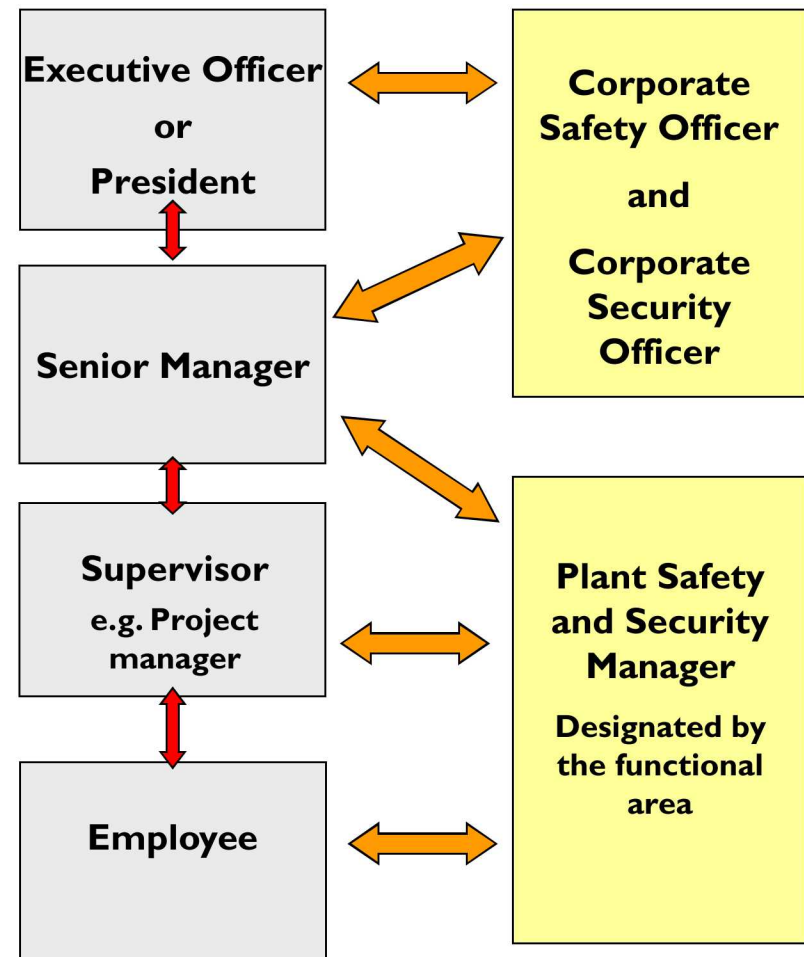 Executive Officer
or
President
Corporate
Safety Officer
and
Corporate
Security
Officer
Senior Manager
Supervisor
e.g. Project
manager
Plant Safety
and Security
Manager
Designated by
the functional
area
Employee